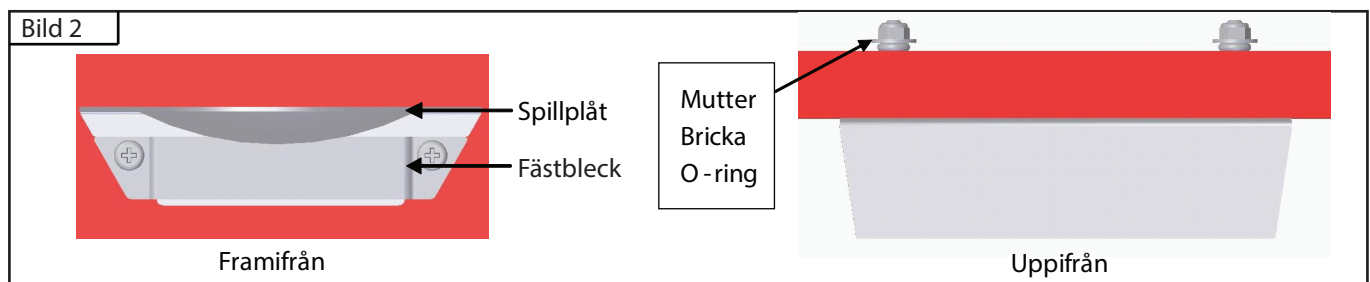 Bild 2
Spillplåt
Fästbleck
Framifrån
Mutter
Bricka
O-ring
Uppifrån